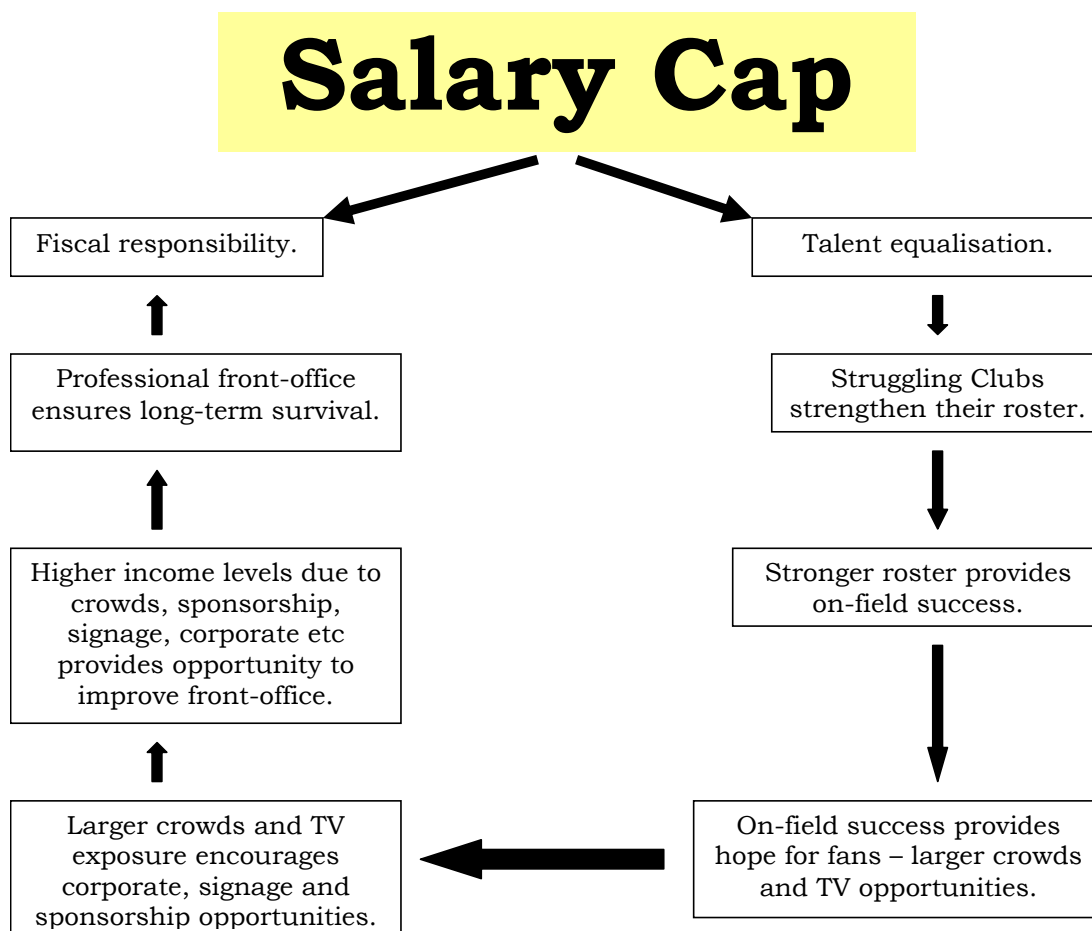 Salary Cap
Fiscal responsibility.
Talent equalisation.
Struggling Clubs
strengthen their roster.
Stronger roster provides
on-field success.
On-field success provides
hope for fans – larger crowds
and TV opportunities.
Larger crowds and TV
exposure encourages
corporate, signage and
sponsorship opportunities.
Higher income levels due to
crowds, sponsorship,
signage, corporate etc
provides opportunity to
improve front-office.
Professional front-office
ensures long-term survival.